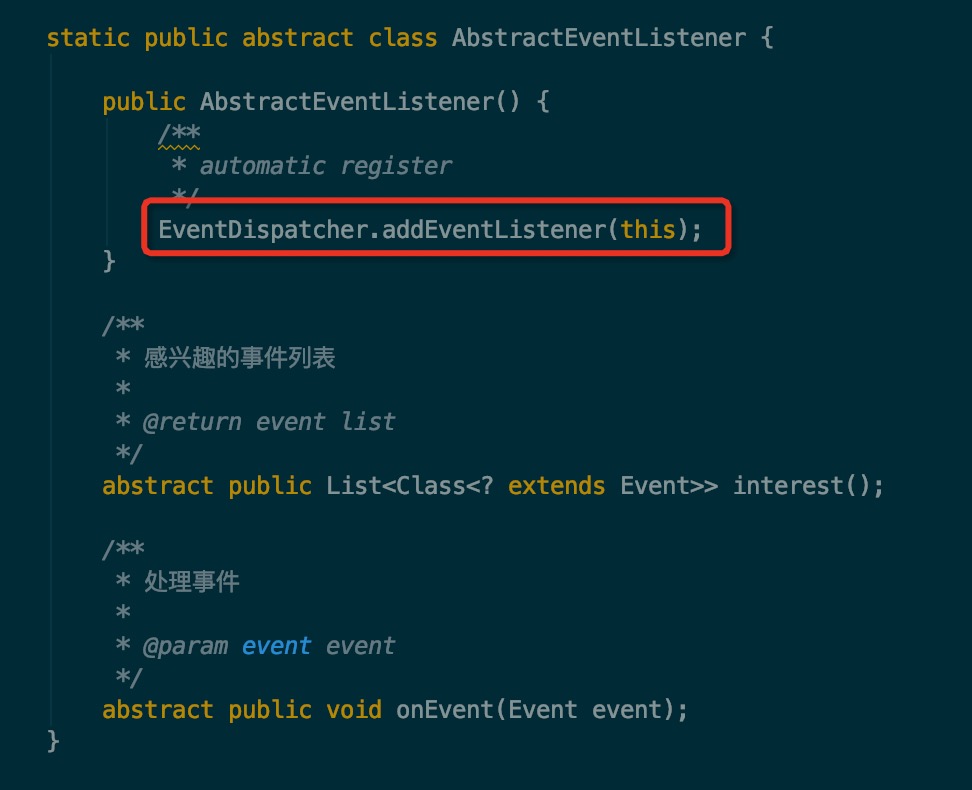 static public abstract class AbstractEventListener {
public AbstractEventListener() {
/**
* automatic register
*/
EventDispatcher.addEventListener(this);
}
/**
* 感兴趣的事件列表
*
* @return event list
*/
abstract public List<Class<? extends Event>> interest();
/**
* 处理事件
*
* @param event event
*/
abstract public void onEvent(Event event);
}